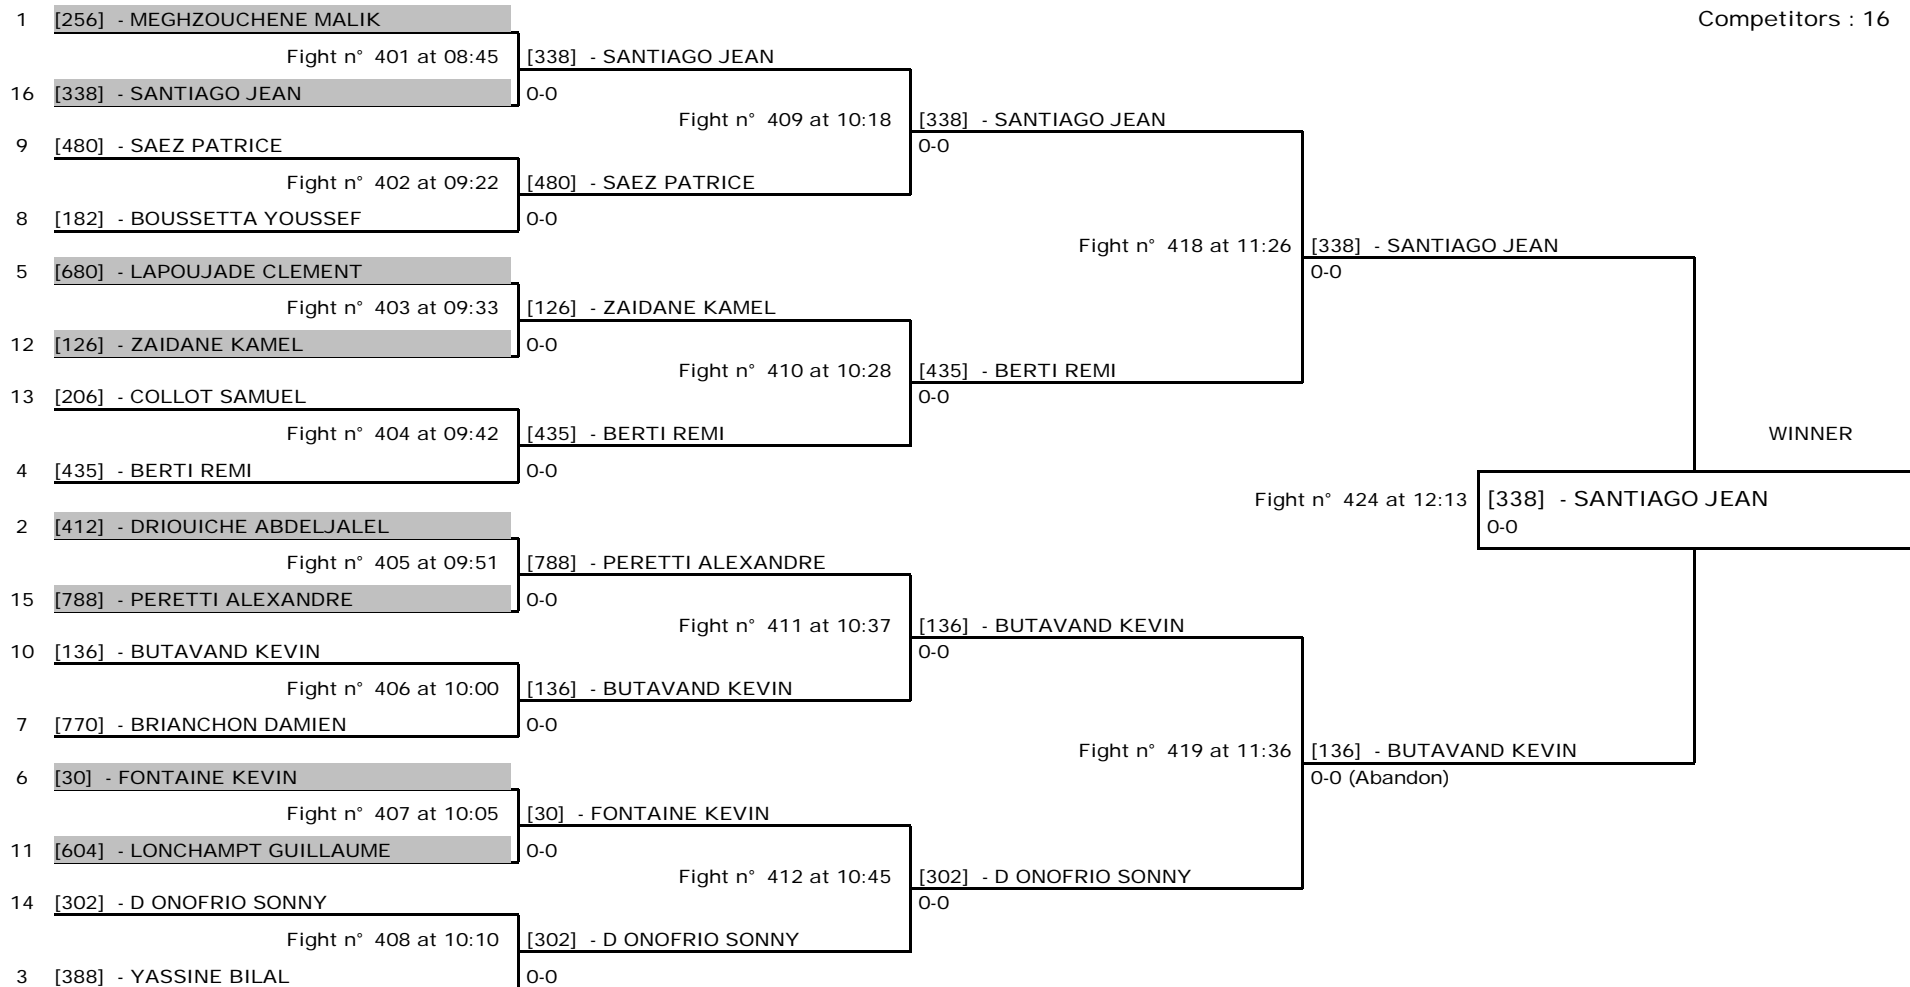 1 [256] - MEGHZOUCHENE MALIK Competitors : 16
Fight n° 401 at 08:45 [338] - SANTIAGO JEAN
16 [338] - SANTIAGO JEAN 0-0
Fight n° 409 at 10:18 [338] - SANTIAGO JEAN
9 [480] - SAEZ PATRICE 0-0
Fight n° 402 at 09:22 [480] - SAEZ PATRICE
8 [182] - BOUSSETTA YOUSSEF 0-0
Fight n° 418 at 11:26 [338] - SANTIAGO JEAN
5 [680] - LAPOUJADE CLEMENT 0-0
Fight n° 403 at 09:33 [126] - ZAIDANE KAMEL
12 [126] - ZAIDANE KAMEL 0-0
Fight n° 410 at 10:28 [435] - BERTI REMI
13 [206] - COLLOT SAMUEL 0-0
Fight n° 404 at 09:42 [435] - BERTI REMI WINNER
4 [435] - BERTI REMI 0-0
Fight n° 424 at 12:13 [338] - SANTIAGO JEAN
2 [412] - DRIOUICHE ABDELJALEL 0-0
Fight n° 405 at 09:51 [788] - PERETTI ALEXANDRE
15 [788] - PERETTI ALEXANDRE 0-0
Fight n° 411 at 10:37 [136] - BUTAVAND KEVIN
10 [136] - BUTAVAND KEVIN 0-0
Fight n° 406 at 10:00 [136] - BUTAVAND KEVIN
7 [770] - BRIANCHON DAMIEN 0-0
Fight n° 419 at 11:36 [136] - BUTAVAND KEVIN
6 [30] - FONTAINE KEVIN 0-0 (Abandon)
Fight n° 407 at 10:05 [30] - FONTAINE KEVIN
11 [604] - LONCHAMPT GUILLAUME 0-0
Fight n° 412 at 10:45 [302] - D ONOFRIO SONNY
14 [302] - D ONOFRIO SONNY 0-0
Fight n° 408 at 10:10 [302] - D ONOFRIO SONNY
3 [388] - YASSINE BILAL 0-0